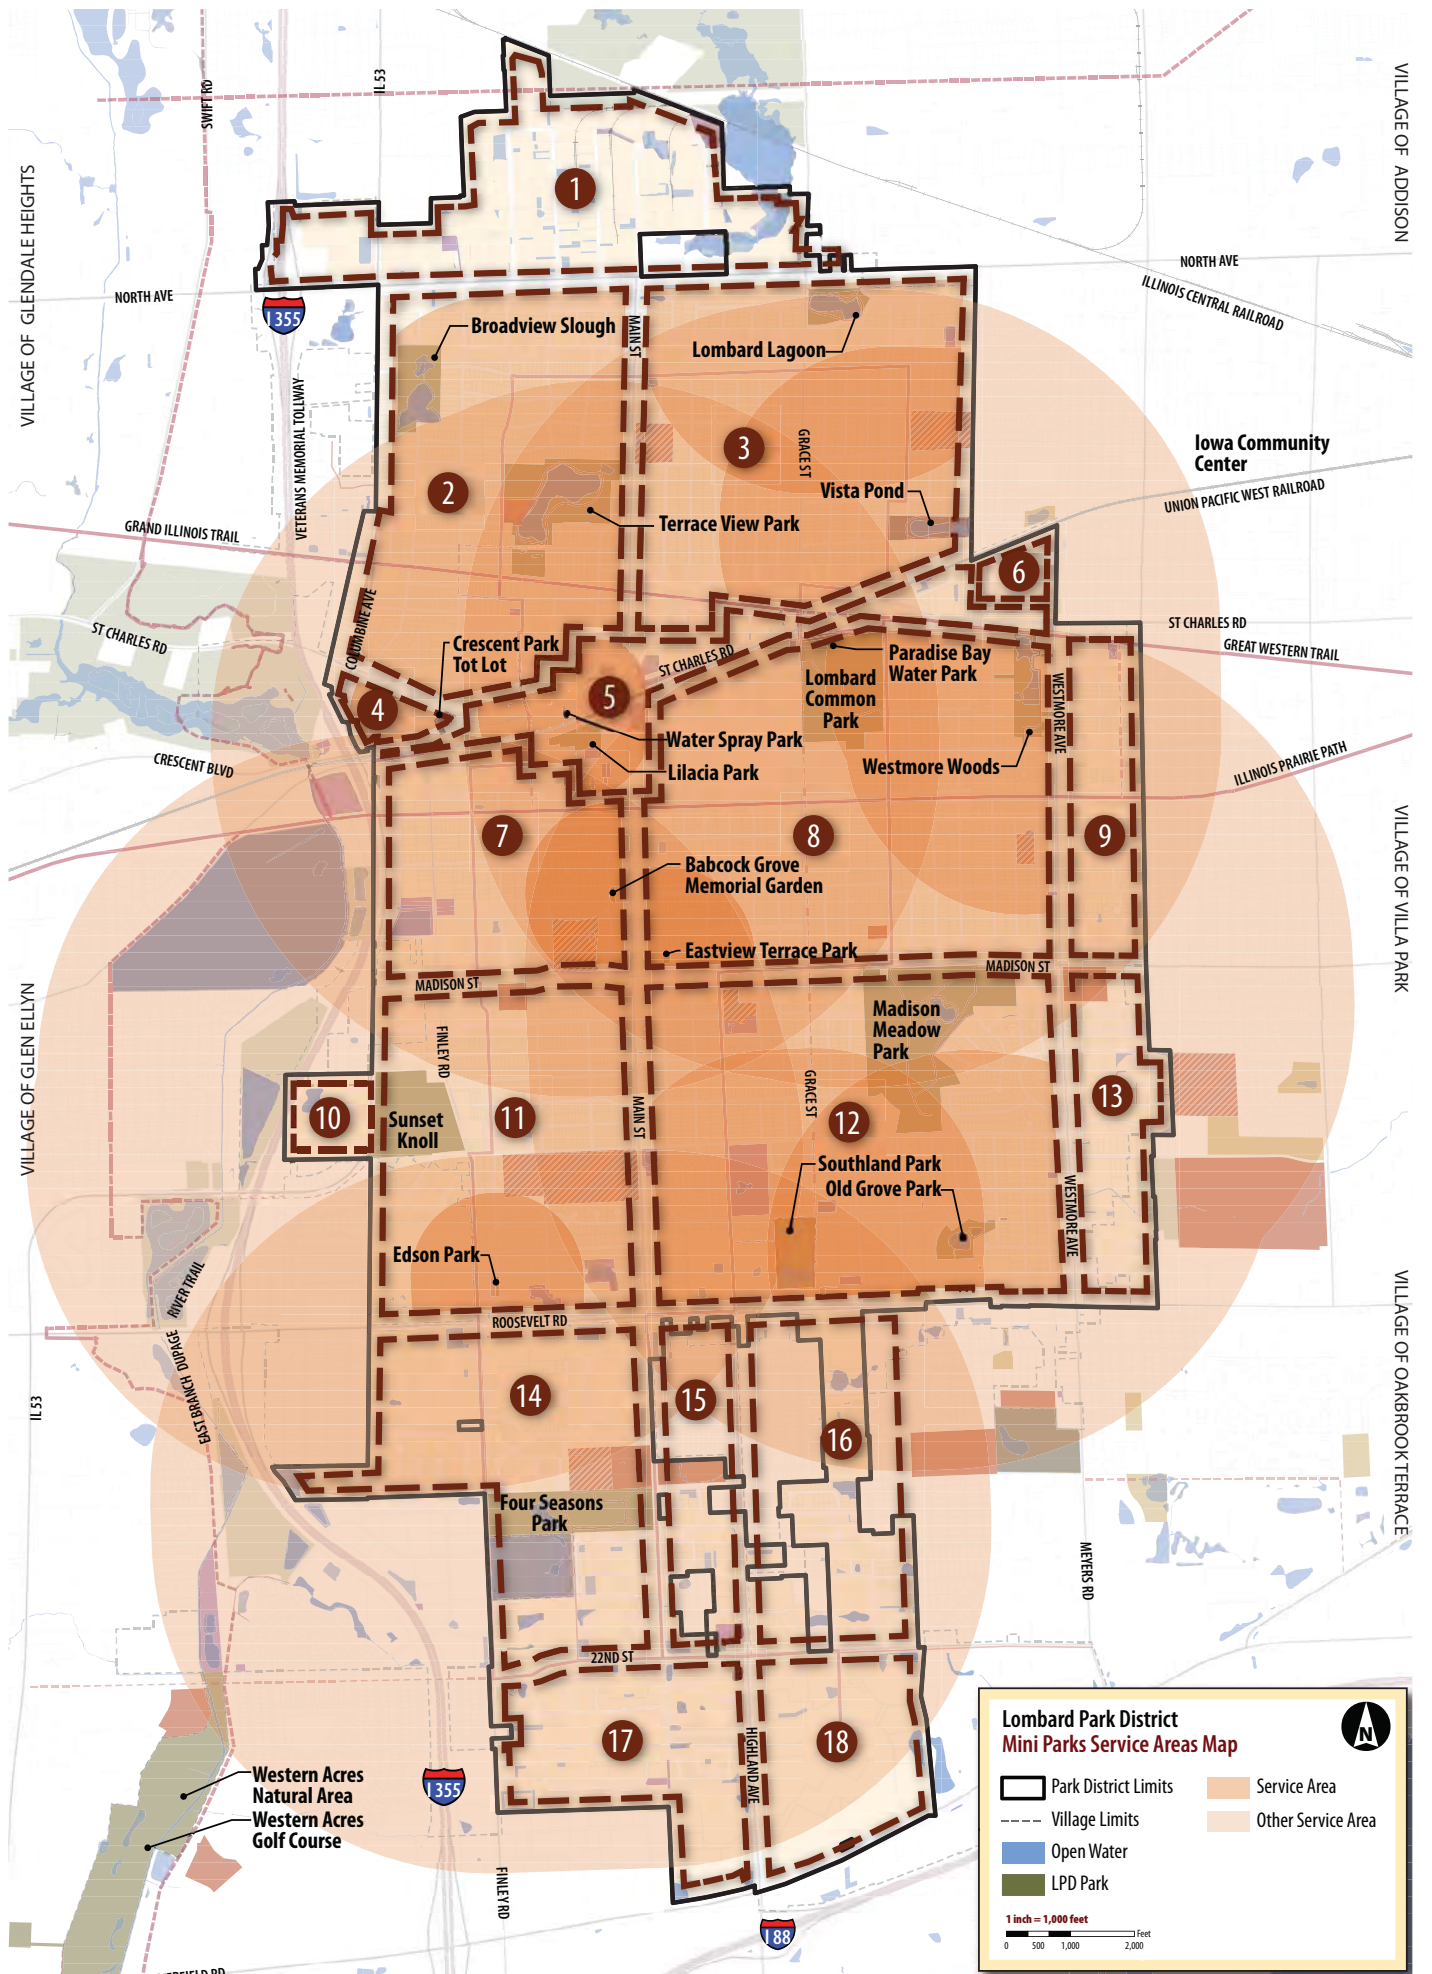 SWIFT RD
IL 53
VILLAGE OF ADDISON
VILLAGE OF GLENDALE HEIGHTS
1
NORTH AVE
NORTH AVE
ILLINOIS CENTRAL RAILROAD
I 355
MAIN ST
Broadview Slough
Lombard Lagoon
VETERANS MEMORIAL TOLLWAY
GRACE ST
3
Iowa Community
Center
2
Vista Pond
UNION PACIFIC WEST RAILROAD
Terrace View Park
GRAND ILLINOIS TRAIL
6
COLUMBINE AVE
ST CHARLES RD
ST CHARLES RD
GREAT WESTERN TRAIL
Crescent Park
Tot Lot
ST CHARLES RD
Paradise Bay
Water Park
Lombard
Common
Park
5
4
WESTMORE AVE
Water Spray Park
Lilacia Park
Westmore Woods
CRESCENT BLVD
ILLINOIS PRAIRIE PATH
7
8
9
VILLAGE OF VILLA PARK
Babcock Grove
Memorial Garden
Eastview Terrace Park
MADISON ST
MADISON ST
VILLAGE OF GLEN ELLYN
FINLEY RD
Madison
Meadow
Park
GRACE ST
MAIN ST
10
Sunset
Knoll
11
12
13
Southland Park
Old Grove Park
WESTMORE AVE
Edson Park
RIVER TRAIL
EAST BRANCH DUPAGE
ROOSEVELT RD
VILLAGE OF OAKBROOK TERRACE
IL 53
14
15
16
Four Seasons
Park
MEYERS RD
22ND ST
17
18
HIGHLAND AVE
Western Acres
Natural Area
Western Acres
Golf Course
I 355
FINLEY RD
I 88
Lombard Park District
Mini Parks Service Areas Map
N
Park District Limits
Service Area
Village Limits
Other Service Area
Open Water
LPD Park
1 inch = 1,000 feet
Feet
0 500 1,000 2,000